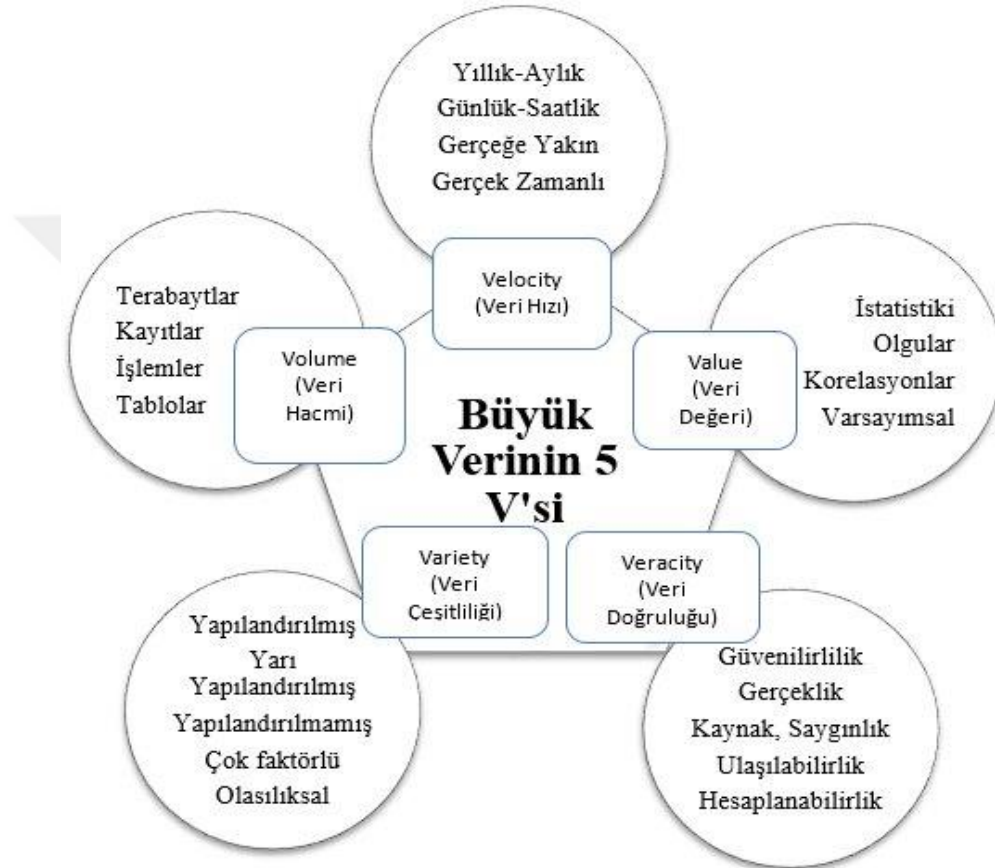 Yıllık-Aylık
Günlük-Saatlik
Gerçeğe Yakın
Gerçek Zamanlı
Velocity
(Veri Hızı)
Terabaytlar
Kayıtlar
İşlemler
Tablolar
Volume
(Veri
Hacmi)
Value
(Veri
Değeri)
İstatistiki
Olgular
Korelasyonlar
Varsayımsal
Büyük
Verinin 5
V'si
Variety
(Veri
Çeşitliliği)
Veracity
(Veri
Doğruluğu)
Yapılandırılmış
Yarı
Yapılandırılmış
Yapılandırılmamış
Çok faktörlü
Olasılıksal
Güvenilirlilik
Gerçeklik
Kaynak, Saygınlık
Ulaşılabilirlik
Hesaplanabilirlik